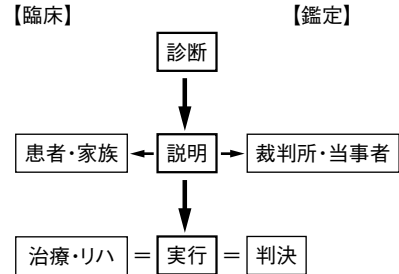 【臨床】 【鑑定】
診断
患者・家族 説明 裁判所・当事者
治療・リハ = 実行 = 判決